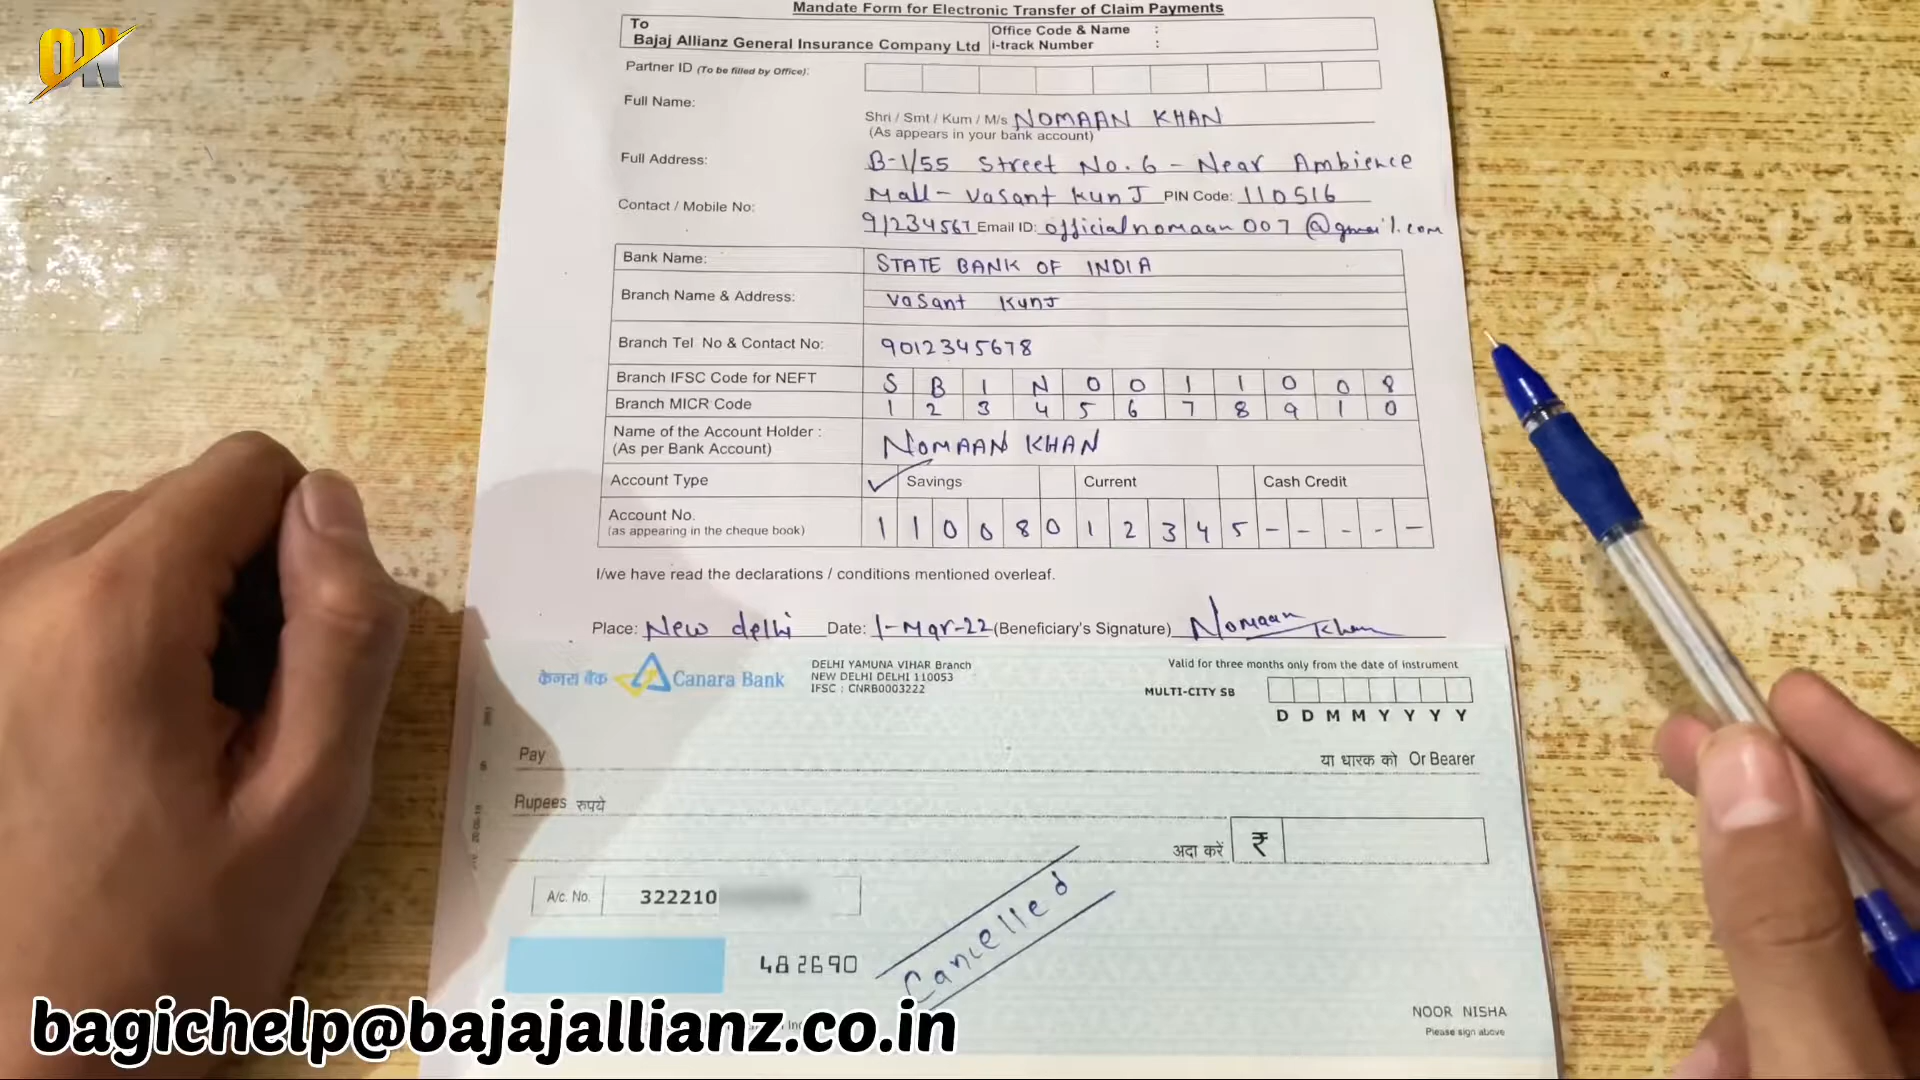 ON
Mandate Form for Electronic Transfer of Claim Payments
To
Bajaj Allianz General Insurance Company Ltd
Office Code & Name :
i-track Number :
Partner ID (To be filled by Office):
Full Name:
Shri / Smt / Kum / M/s NOMAAN KHAN
(As appears in your bank account)
Full Address: B-1/55 Street No. 6 - Near Ambience
Mall - Vasant KunJ PIN Code: 110516
Contact / Mobile No: 91234567 Email ID: officialnomaan007@gmail.com
Bank Name: STATE BANK OF INDIA
Branch Name & Address: Vasant KunJ
Branch Tel No & Contact No: 9012345678
Branch IFSC Code for NEFT S B I N 0 0 1 1 0 0 8
Branch MICR Code 1 2 3 4 5 6 7 8 9 1 0
Name of the Account Holder :
(As per Bank Account) NOMAAN KHAN
Account Type ✓ Savings Current Cash Credit
Account No.
(as appearing in the cheque book) 1 1 0 0 8 0 1 2 3 4 5 - - - - -
I/we have read the declarations / conditions mentioned overleaf.
Place: New delhi Date: 1-Mar-22 (Beneficiary's Signature) Nomaan Khan
केनरा बैंक Canara Bank
DELHI YAMUNA VIHAR Branch
NEW DELHI DELHI 110053
IFSC : CNRB0003222
Valid for three months only from the date of instrument
MULTI-CITY SB
D D M M Y Y Y Y
Pay
या धारक को Or Bearer
Rupees रुपये
अदा करें ₹
A/c. No. 322210
482690
Cancelled
NOOR NISHA
Please sign above
bagichelp@bajajallianz.co.in